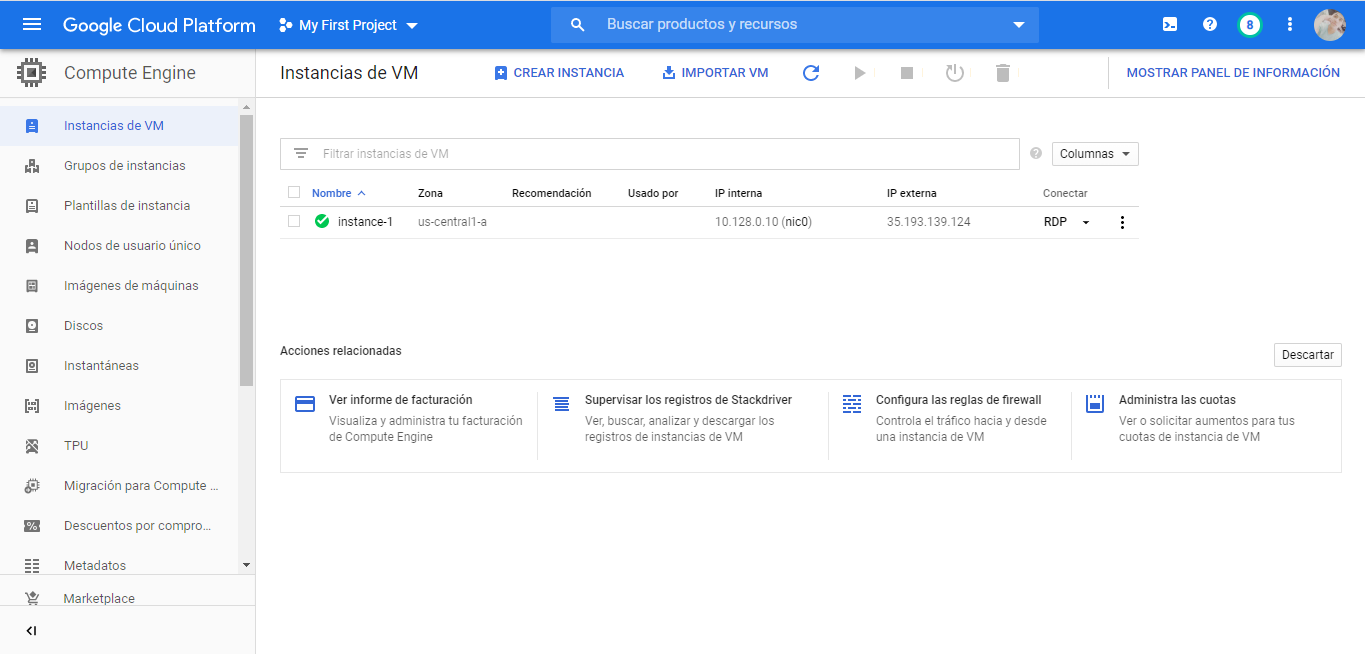 Google Cloud Platform
My First Project
Buscar productos y recursos
8
Compute Engine
Instancias de VM
CREAR INSTANCIA
IMPORTAR VM
MOSTRAR PANEL DE INFORMACIÓN
Instancias de VM
Grupos de instancias
Plantillas de instancia
Nodos de usuario único
Imágenes de máquinas
Discos
Instantáneas
Imágenes
TPU
Migración para Compute ...
Descuentos por compro...
Metadatos
Marketplace
Filtrar instancias de VM
Columnas
Nombre Zona Recomendación Usado por IP interna IP externa Conectar
instance-1 us-central1-a 10.128.0.10 (nic0) 35.193.139.124 RDP
Acciones relacionadas
Descartar
Ver informe de facturación
Visualiza y administra tu facturación
de Compute Engine
Supervisar los registros de Stackdriver
Ver, buscar, analizar y descargar los
registros de instancias de VM
Configura las reglas de firewall
Controla el tráfico hacia y desde
una instancia de VM
Administra las cuotas
Ver o solicitar aumentos para tus
cuotas de instancia de VM